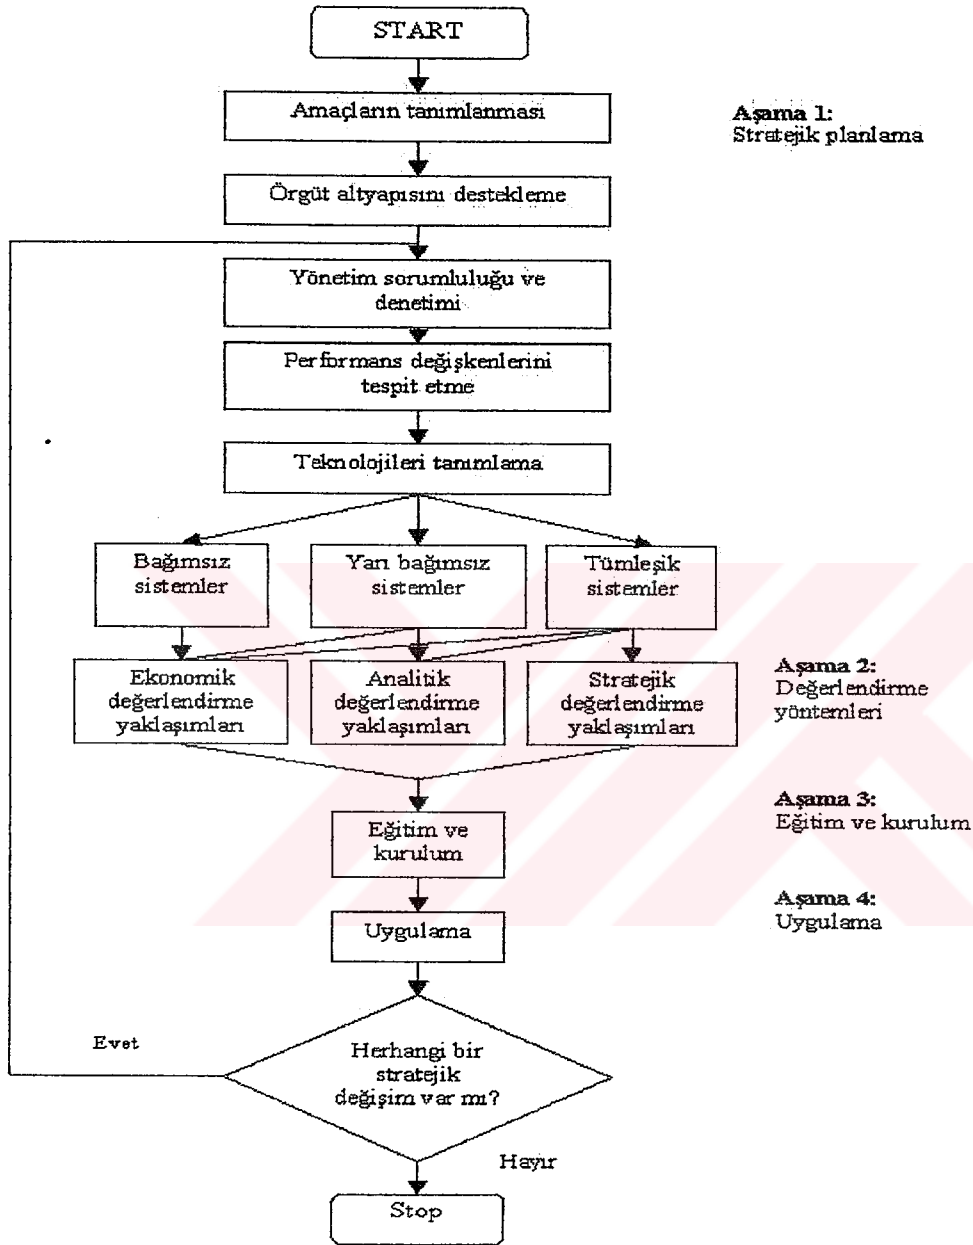 START
Amaçların tanımlanması
Aşama 1:
Stratejik planlama
Örgüt altyapısını destekleme
Yönetim sorumluluğu ve
denetimi
Performans değişkenlerini
tespit etme
Teknolojileri tanımlama
Bağımsız
sistemler
Yarı bağımsız
sistemler
Tümleşik
sistemler
Ekonomik
değerlendirme
yaklaşımları
Analitik
değerlendirme
yaklaşımları
Stratejik
değerlendirme
yaklaşımları
Aşama 2:
Değerlendirme
yöntemleri
Eğitim ve
kurulum
Aşama 3:
Eğitim ve kurulum
Uygulama
Aşama 4:
Uygulama
Evet
Herhangi bir
stratejik
değişim var mı?
Hayır
Stop